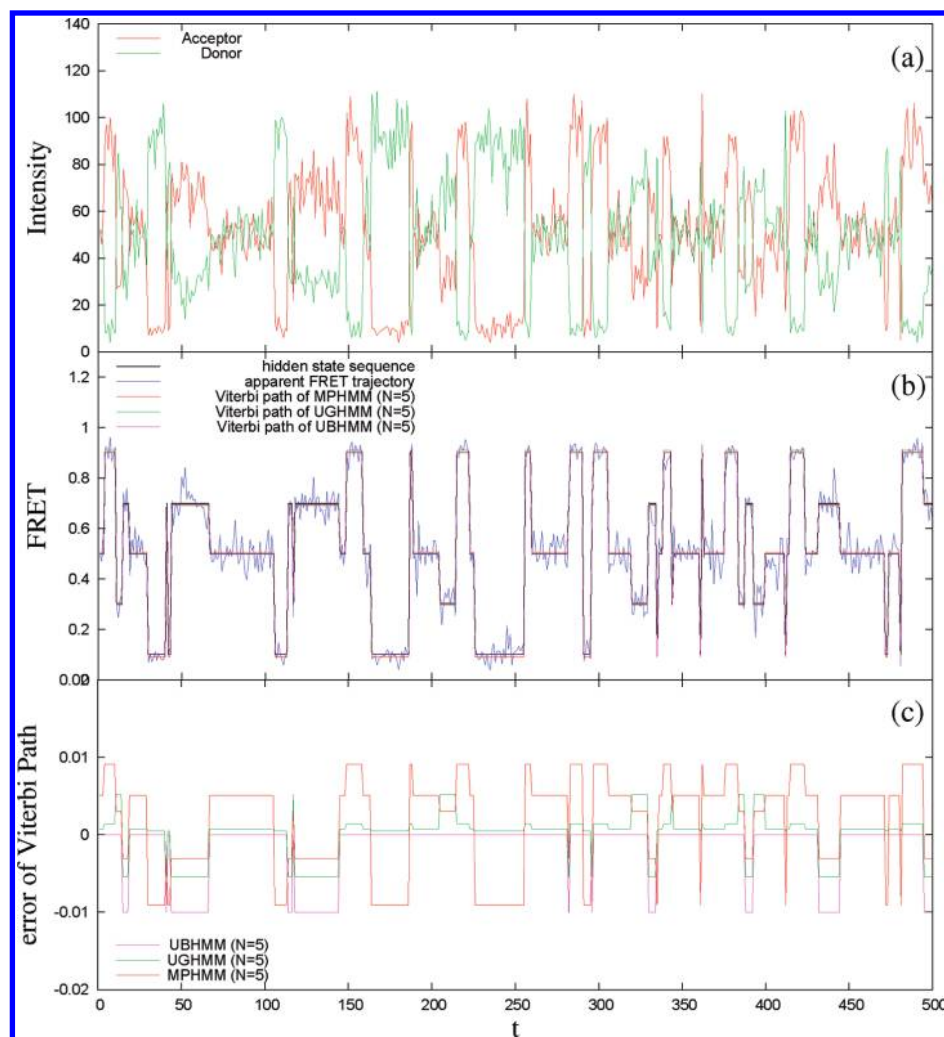 140
120
100
80
60
40
20
0
Intensity
Acceptor
Donor
(a)
1.2
1
0.8
0.6
0.4
0.2
FRET
hidden state sequence
apparent FRET trajectory
Viterbi path of MPHMM (N=5)
Viterbi path of UGHMM (N=5)
Viterbi path of UBHMM (N=5)
(b)
0.01
0
-0.01
-0.02
error of Viterbi Path
(c)
UBHMM (N=5)
UGHMM (N=5)
MPHMM (N=5)
0 50 100 150 200 250 300 350 400 450 500
t